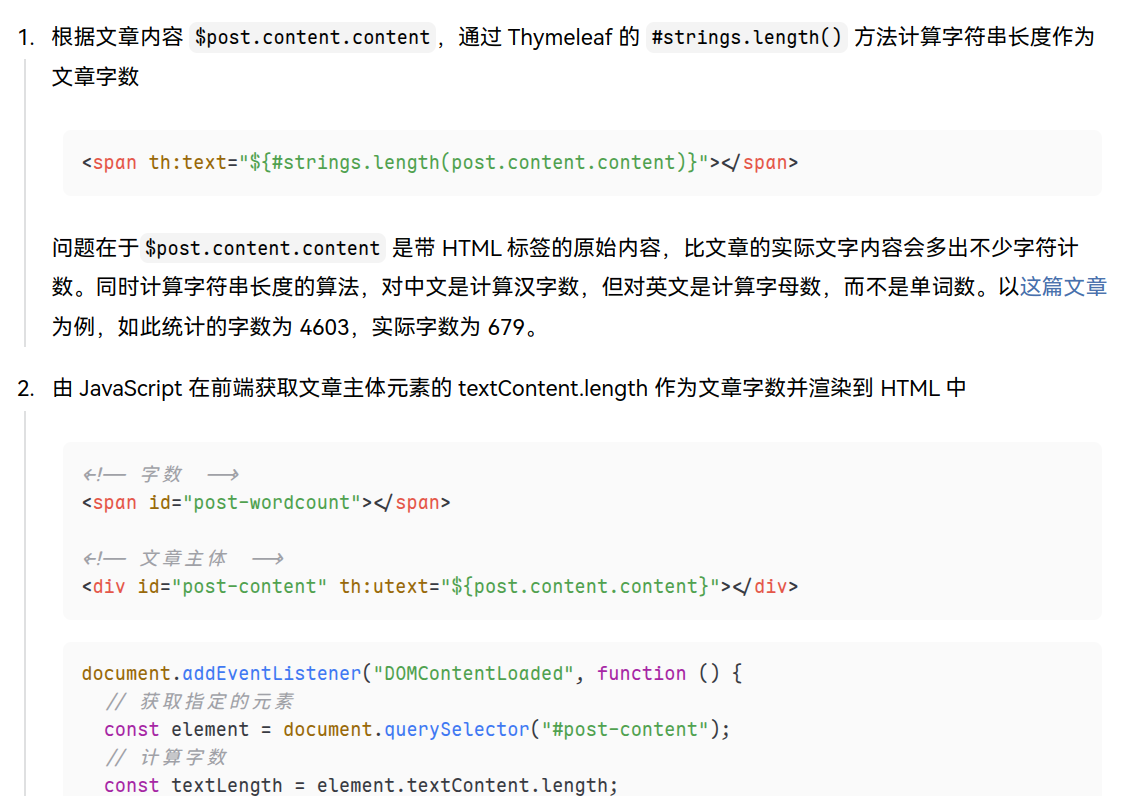 1. 根据文章内容 $post.content.content，通过 Thymeleaf 的 #strings.length() 方法计算字符串长度作为
文章字数
<span th:text="${#strings.length(post.content.content)}"></span>
问题在于 $post.content.content 是带 HTML 标签的原始内容，比文章的实际文字内容会多出不少字符计
数。同时计算字符串长度的算法，对中文是计算汉字数，但对英文是计算字母数，而不是单词数。以这篇文章
为例，如此统计的字数为 4603，实际字数为 679。
2. 由 JavaScript 在前端获取文章主体元素的 textContent.length 作为文章字数并渲染到 HTML 中
<!-- 字数 -->
<span id="post-wordcount"></span>
<!-- 文章主体 -->
<div id="post-content" th:utext="${post.content.content}"></div>
document.addEventListener("DOMContentLoaded", function () {
// 获取指定的元素
const element = document.querySelector("#post-content");
// 计算字数
const textLength = element.textContent.length;